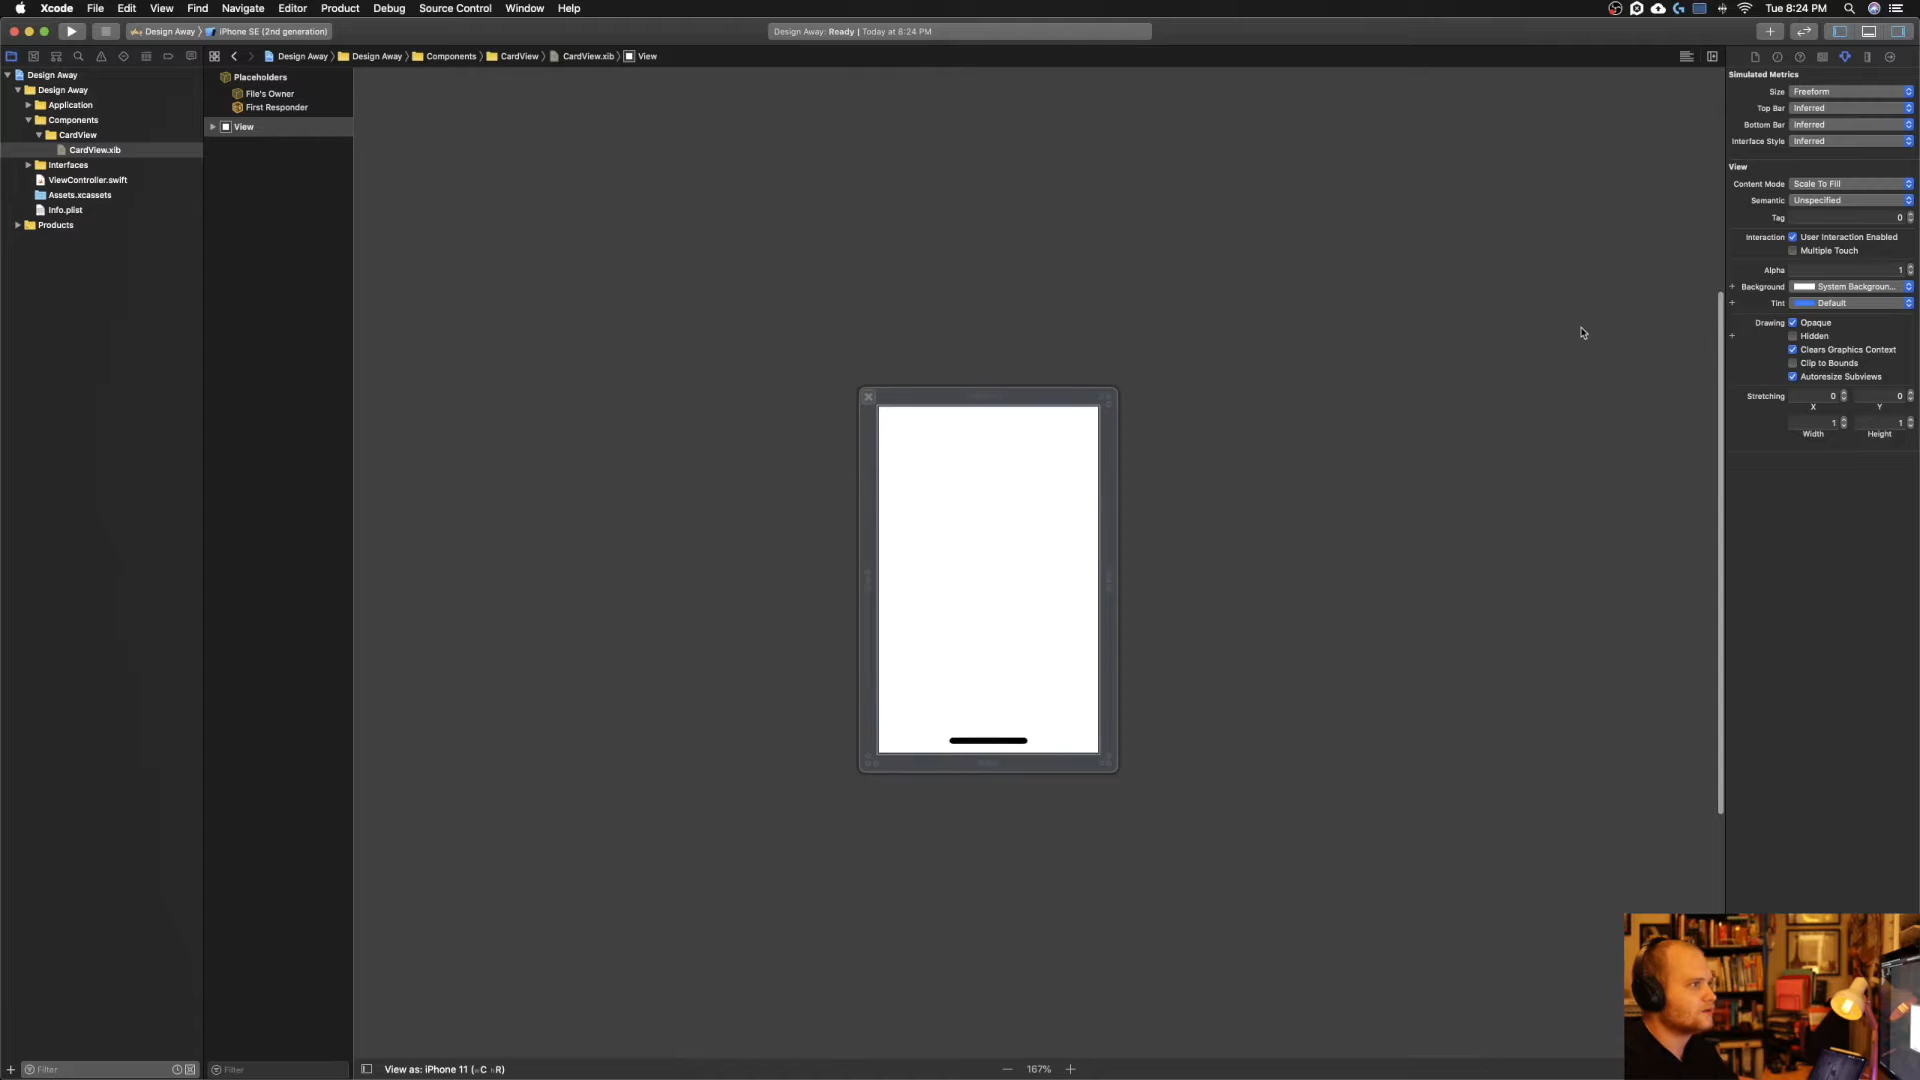 Xcode File Edit View Find Navigate Editor Product Debug Source Control Window Help Tue 8:24 PM
Design Away 〉 iPhone SE (2nd generation) Design Away: Ready | Today at 8:24 PM
Design Away 〉 Design Away 〉 Components 〉 CardView 〉 CardView.xib 〉 View
Design Away
Design Away
Application
Components
CardView
CardView.xib
Interfaces
ViewController.swift
Assets.xcassets
Info.plist
Products
Filter
Placeholders
File's Owner
First Responder
View
Filter
View as: iPhone 11 (wC hR)
167%
Simulated Metrics
Size Freeform
Top Bar Inferred
Bottom Bar Inferred
Interface Style Inferred
View
Content Mode Scale To Fill
Semantic Unspecified
Tag 0
Interaction User Interaction Enabled
Multiple Touch
Alpha 1
Background System Backgroun...
Tint Default
Drawing Opaque
Hidden
Clears Graphics Context
Clip to Bounds
Autoresize Subviews
Stretching 0 0
X Y
1 1
Width Height